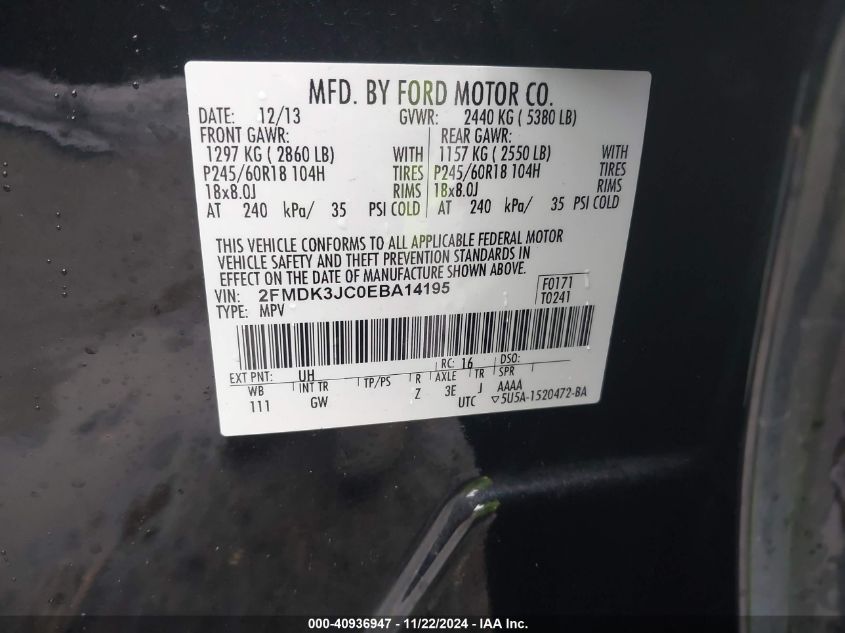 MFD. BY FORD MOTOR CO.
DATE: 12/13 GVWR: 2440 KG ( 5380 LB)
FRONT GAWR: REAR GAWR:
1297 KG ( 2860 LB) WITH 1157 KG ( 2550 LB) WITH
P245/60R18 104H TIRES P245/60R18 104H TIRES
18x8.0J RIMS 18x8.0J RIMS
AT 240 kPa/ 35 PSI COLD AT 240 kPa/ 35 PSI COLD
THIS VEHICLE CONFORMS TO ALL APPLICABLE FEDERAL MOTOR
VEHICLE SAFETY AND THEFT PREVENTION STANDARDS IN
EFFECT ON THE DATE OF MANUFACTURE SHOWN ABOVE.
VIN: 2FMDK3JC0EBA14195 F0171
TYPE: MPV T0241
EXT PNT: UH RC: 16 DSO:
WB INT TR TP/PS R AXLE TR SPR
111 GW Z 3E J AAAA
UTC ▽5U5A-1520472-BA
000-40936947 - 11/22/2024 - IAA Inc.